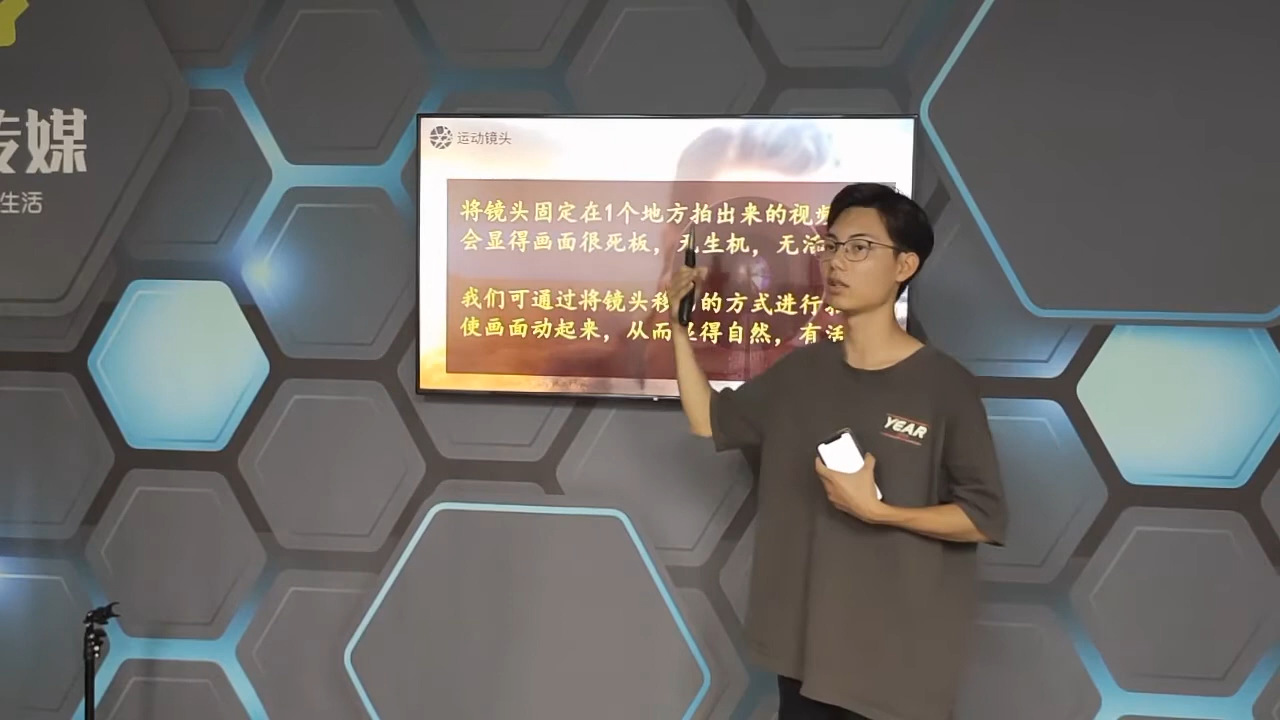 传媒
生活
运动镜头
将镜头固定在1个地方拍出来的视
会显得画面很死板，无生机，无活
我们可通过将镜头移 的方式进行
使画面动起来，从而显得自然，有活
YEAR